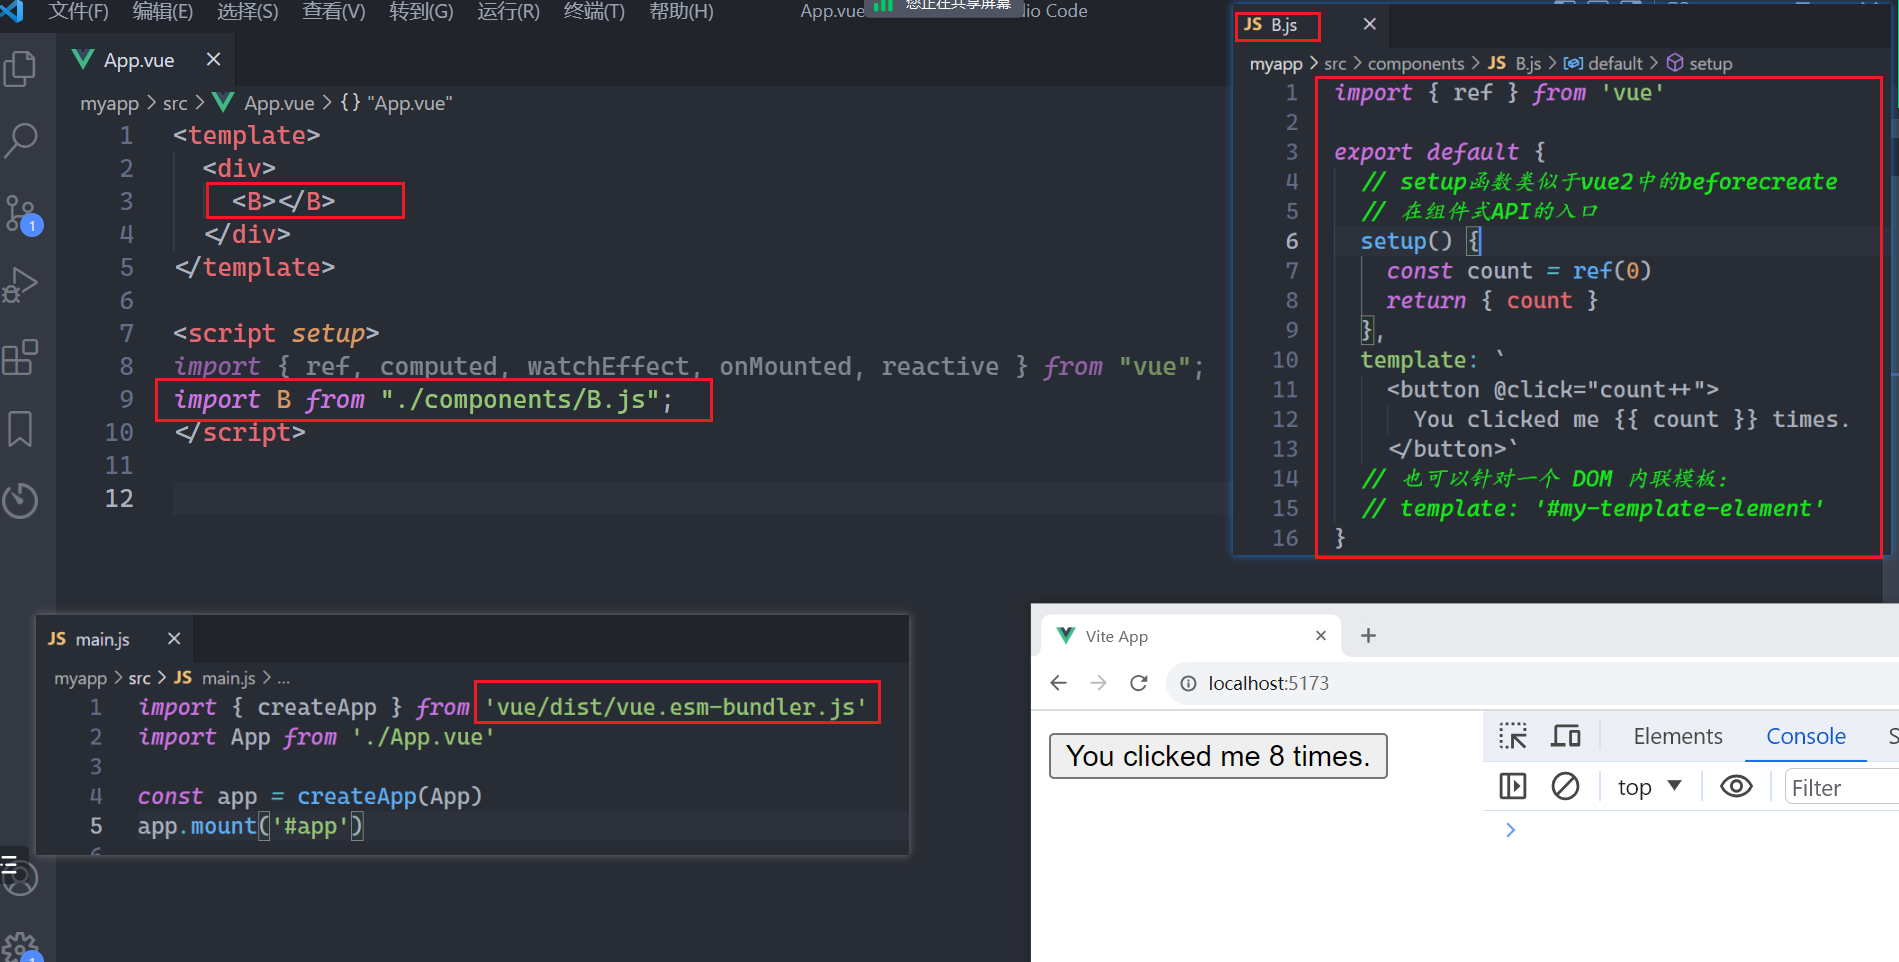 文件(F) 编辑(E) 选择(S) 查看(V) 转到(G) 运行(R) 终端(T) 帮助(H) App.vue
您正在共享屏幕
io Code
App.vue
myapp > src > App.vue > {} "App.vue"
1 <template>
2 <div>
3 <B></B>
4 </div>
5 </template>
6
7 <script setup>
8 import { ref, computed, watchEffect, onMounted, reactive } from "vue";
9 import B from "./components/B.js";
10 </script>
11
12
1
JS B.js
myapp > src > components > JS B.js > default > setup
1 import { ref } from 'vue'
2
3 export default {
4 // setup函数类似于vue2中的beforecreate
5 // 在组件式API的入口
6 setup() {
7 const count = ref(0)
8 return { count }
9 },
10 template: `
11 <button @click="count++">
12 You clicked me {{ count }} times.
13 </button>`
14 // 也可以针对一个 DOM 内联模板:
15 // template: '#my-template-element'
16 }
JS main.js
myapp > src > JS main.js > ...
1 import { createApp } from 'vue/dist/vue.esm-bundler.js'
2 import App from './App.vue'
3
4 const app = createApp(App)
5 app.mount('#app')
6
1
Vite App
localhost:5173
You clicked me 8 times.
Elements Console S
top Filter